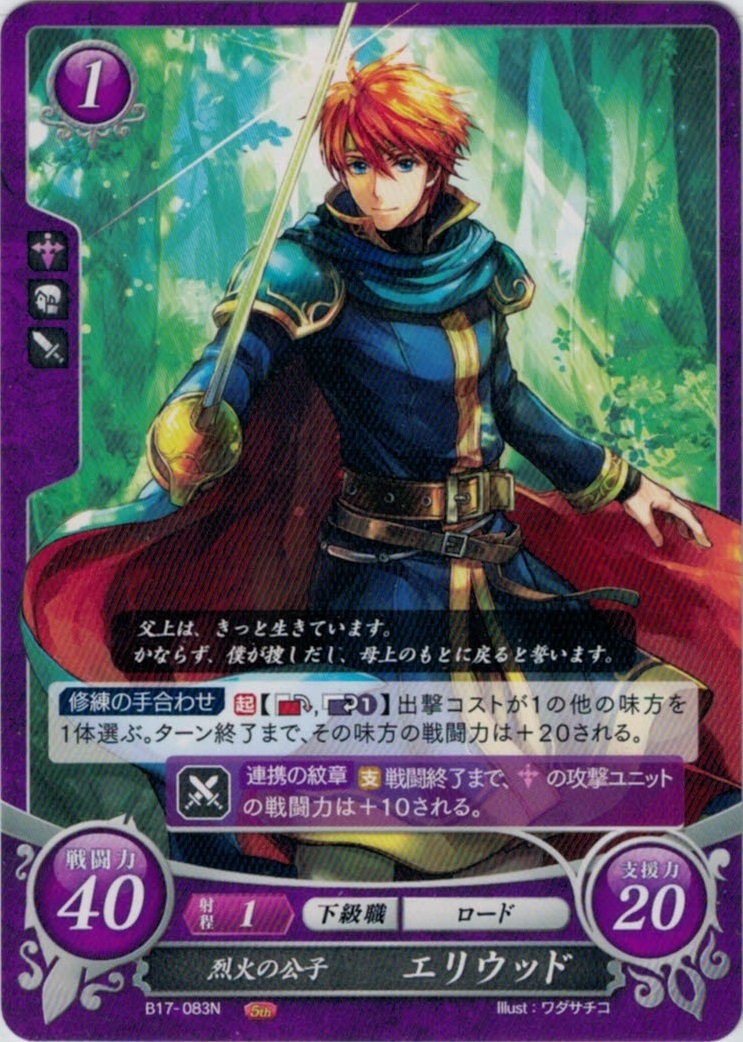 1
父上は、きっと生きています。
かならず、僕が捜しだし、母上のもとに戻ると誓います。
修練の手合わせ 起【 , 1】出撃コストが1の他の味方を
1体選ぶ。ターン終了まで、その味方の戦闘力は+20される。
連携の紋章 支 戦闘終了まで、 の攻撃ユニット
の戦闘力は+10される。
戦闘力
40
射程 1
下級職 ロード
支援力
20
烈火の公子 エリウッド
B17-083N 5th Illust:ワダサチコ